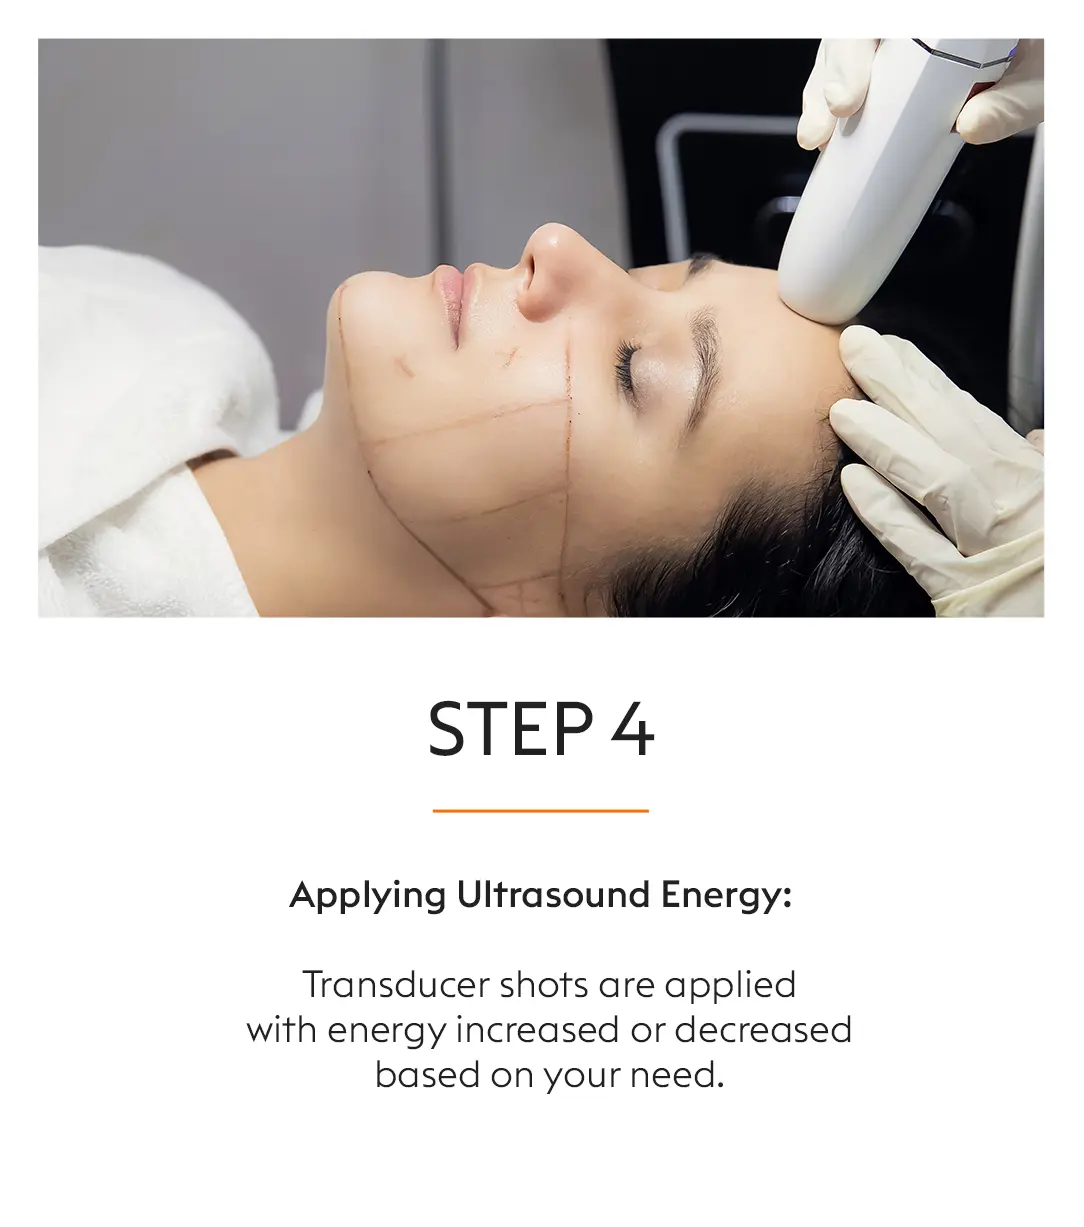 STEP 4
Applying Ultrasound Energy:
Transducer shots are applied
with energy increased or decreased
based on your need.